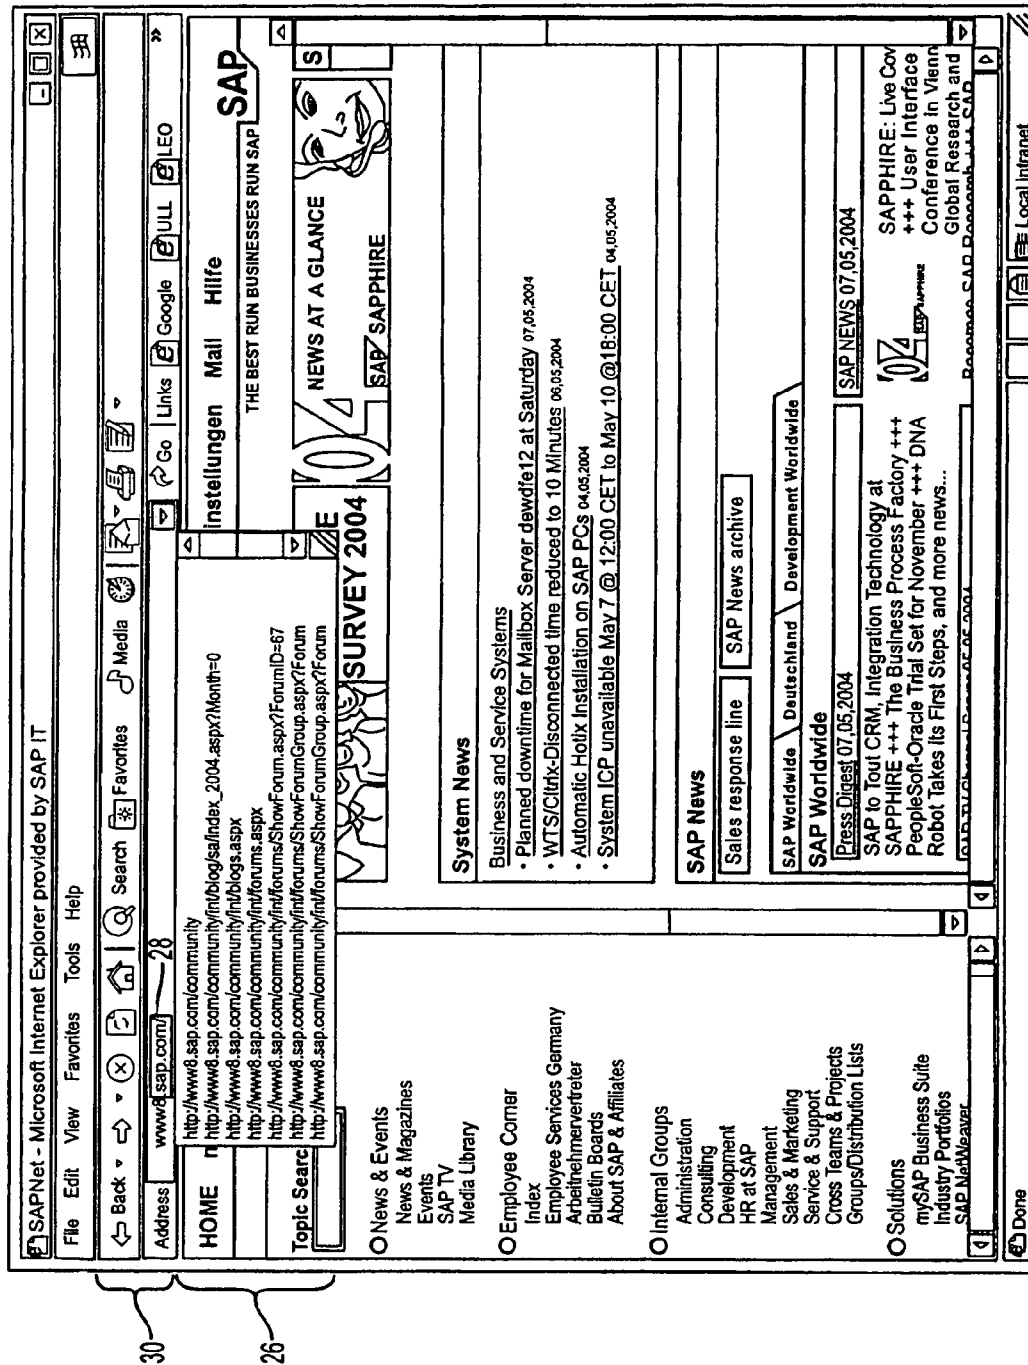 SAPNet - Microsoft Internet Explorer provided by SAP IT
File Edit View Favorites Tools Help
Back Search Favorites Media
Address www8.sap.com/ 28 Go Links Google ULL LEO »
30
26
http://www8.sap.com/community
http://www8.sap.com/community/int/blog/sa/index_2004.aspx?Month=0
http://www8.sap.com/community/int/blogs.aspx
http://www8.sap.com/community/int/forums.aspx
http://www8.sap.com/community/int/forums/ShowForum.aspx?ForumID=67
http://www8.sap.com/community/int/forums/ShowForumGroup.aspx?Forum
http://www8.sap.com/community/int/forums/ShowForumGroup.aspx?Forum
HOME n instellungen Mail Hilfe
SAP
THE BEST RUN BUSINESSES RUN SAP
Topic Searc
News & Events
News & Magazines
Events
SAP TV
Media Library
Employee Corner
Index
Employee Services Germany
Arbeitnehmervertreter
Bulletin Boards
About SAP & Affiliates
Internal Groups
Administration
Consulting
Development
HR at SAP
Management
Sales & Marketing
Service & Support
Cross Teams & Projects
Groups/Distribution Lists
Solutions
mySAP Business Suite
Industry Portfolios
SAP NetWeaver
E
SURVEY 2004
'04
NEWS AT A GLANCE
SAP SAPPHIRE
S
System News
Business and Service Systems
• Planned downtime for Mailbox Server dewdfe12 at Saturday 07,05,2004
• WTS/Citrix-Disconnected time reduced to 10 Minutes 06,05,2004
• Automatic Hotix Installation on SAP PCs 04,05,2004
• System ICP unavailable May 7 @ 12:00 CET to May 10 @18:00 CET 04,05,2004
SAP News
Sales response line SAP News archive
SAP Worldwide Deutschland Development Worldwide
SAP Worldwide
Press Digest 07,05,2004
SAP to Tout CRM, Integration Technology at
SAPPHIRE +++ The Business Process Factory +++
PeopleSoft-Oracle Trial Set for November +++ DNA
Robot Takes Its First Steps, and more news...
SAP NEWS 07,05,2004
'04
SAP SAPPHIRE
SAPPHIRE: Live Cov
+++ User Interface
Conference in Vienn
Global Research and
Done
Local intranet